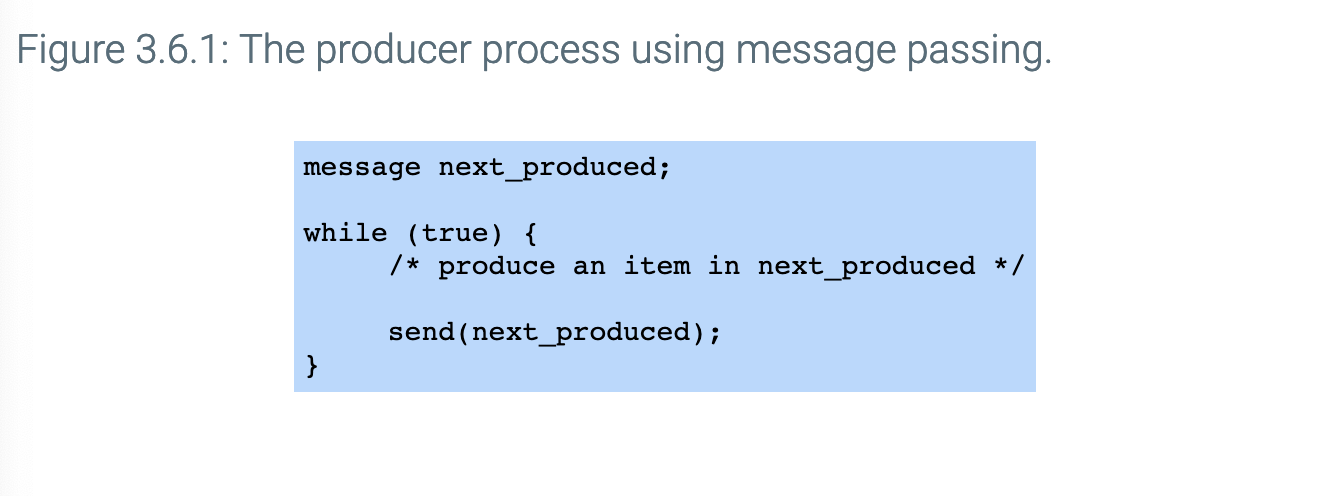 Figure 3.6.1: The producer process using message passing.
message next_produced;
while (true) {
/* produce an item in next_produced */
send(next_produced);
}